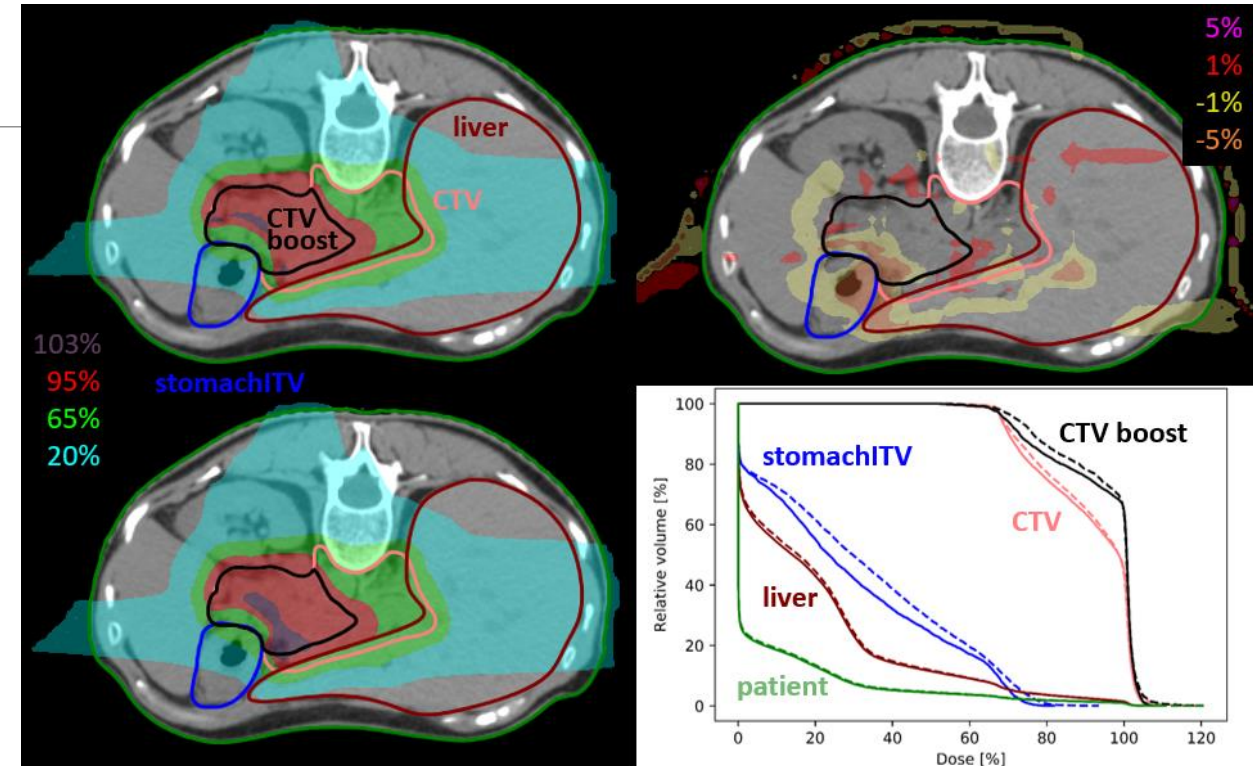 liver
CTV
CTV
boost
103%
95%
65%
20%
stomachITV
5%
1%
-1%
-5%
100
80
60
40
20
0
Relative volume [%]
stomachITV
CTV boost
CTV
liver
patient
0 20 40 60 80 100 120
Dose [%]